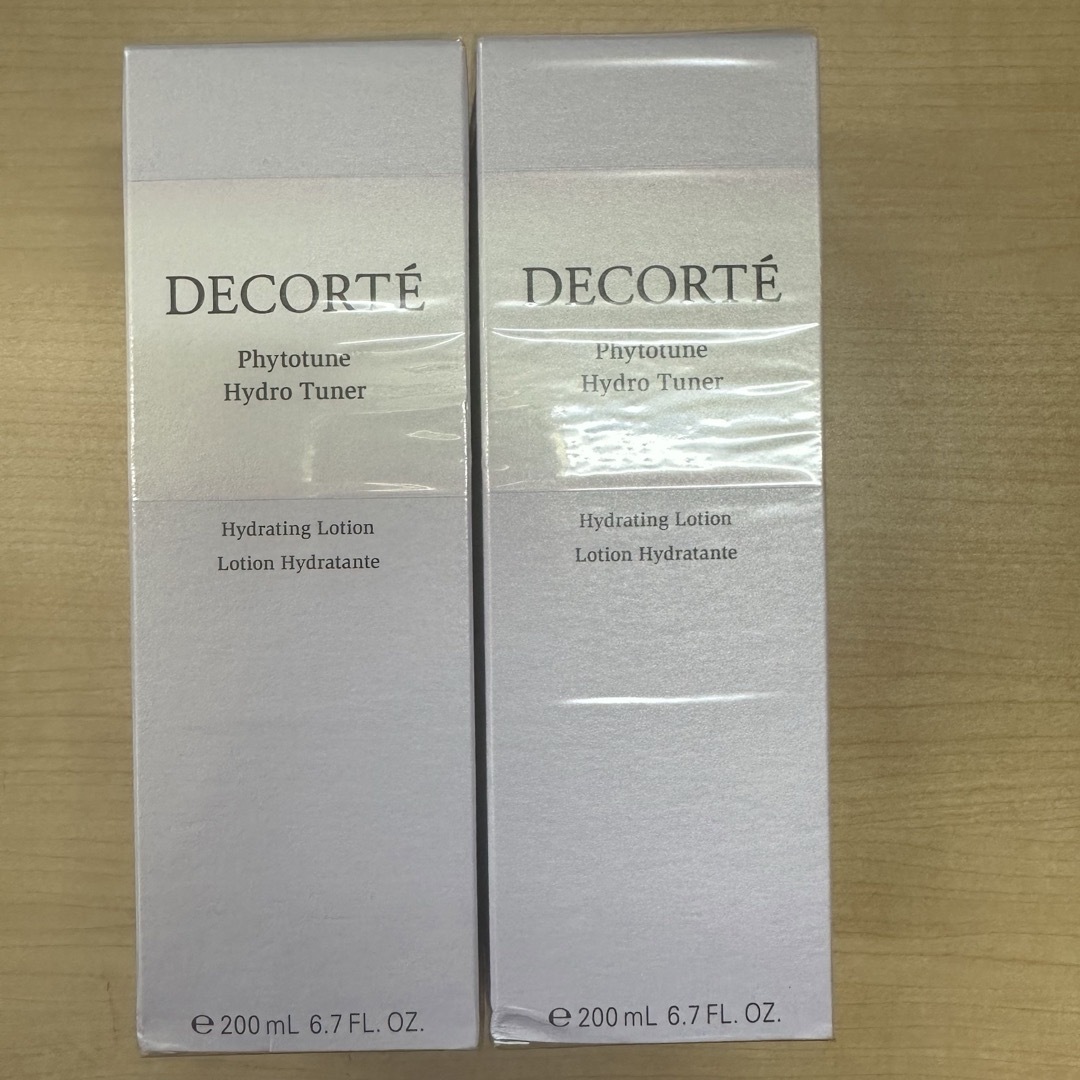 DECORTÉ
Phytotune
Hydro Tuner
Hydrating Lotion
Lotion Hydratante
℮ 200 mL 6.7 FL. OZ.
DECORTÉ
Phytotune
Hydro Tuner
Hydrating Lotion
Lotion Hydratante
℮ 200 mL 6.7 FL. OZ.